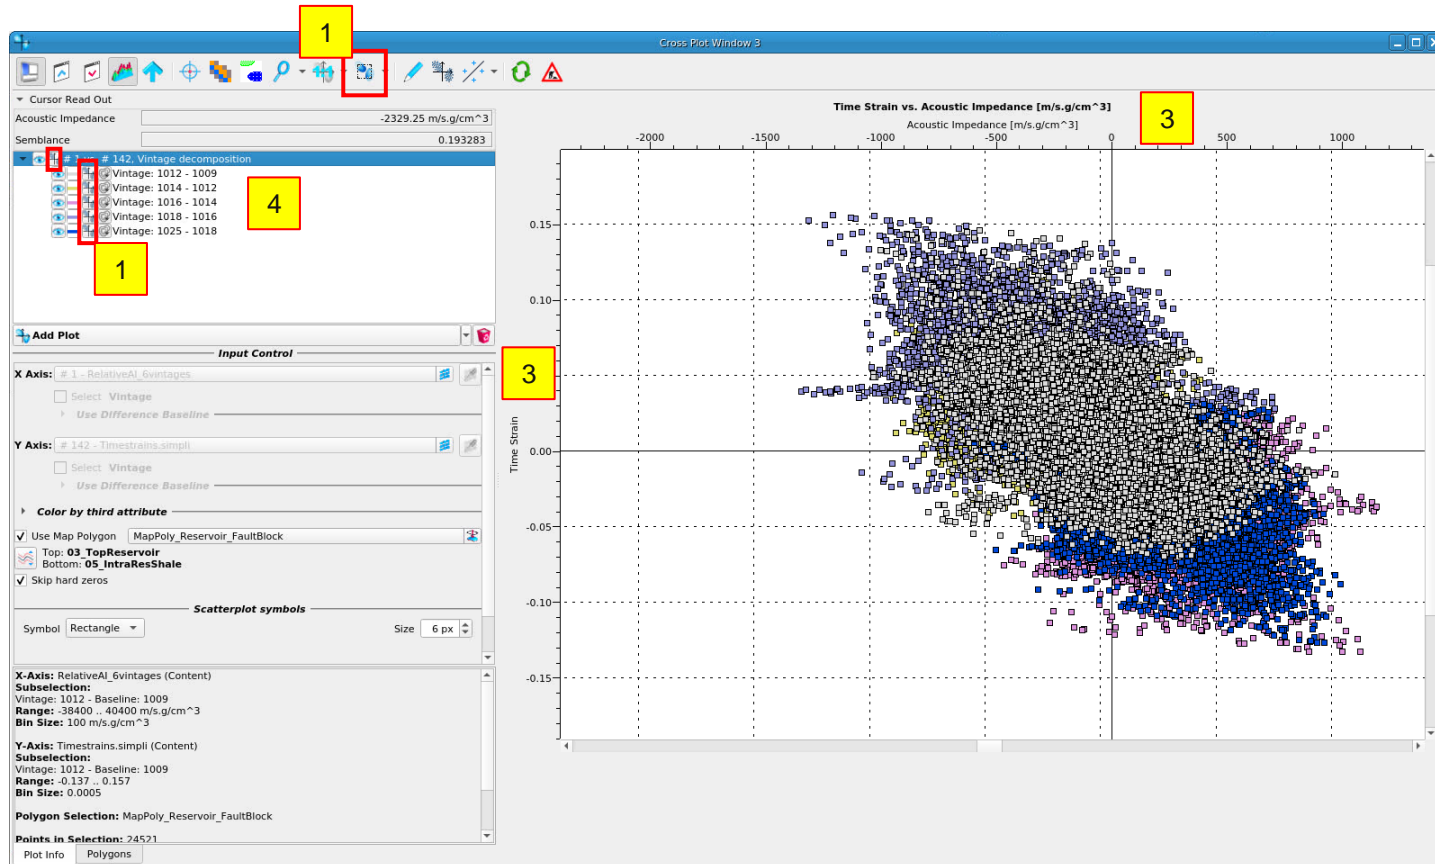 1
Cross Plot Window 3
Cursor Read Out
Acoustic Impedance
-2329.25 m/s.g/cm^3
Semblance
0.193283
# 142, Vintage decomposition
Vintage: 1012 - 1009
Vintage: 1014 - 1012
Vintage: 1016 - 1014
Vintage: 1018 - 1016
Vintage: 1025 - 1018
4
1
Add Plot
Input Control
X Axis: # 1 - RelativeAI_6vintages
Select Vintage
Use Difference Baseline
Y Axis: # 142 - Timestrains.simpli
Select Vintage
Use Difference Baseline
Color by third attribute
Use Map Polygon MapPoly_Reservoir_FaultBlock
Top: 03_TopReservoir
Bottom: 05_IntraResShale
Skip hard zeros
Scatterplot symbols
Symbol Rectangle Size 6 px
X-Axis: RelativeAI_6vintages (Content)
Subselection:
Vintage: 1012 - Baseline: 1009
Range: -38400 .. 40400 m/s.g/cm^3
Bin Size: 100 m/s.g/cm^3
Y-Axis: Timestrains.simpli (Content)
Subselection:
Vintage: 1012 - Baseline: 1009
Range: -0.137 .. 0.157
Bin Size: 0.0005
Polygon Selection: MapPoly_Reservoir_FaultBlock
Points in Selection: 24521
Plot Info Polygons
Time Strain vs. Acoustic Impedance [m/s.g/cm^3]
Acoustic Impedance [m/s.g/cm^3]
3
-2000 -1500 -1000 -500 0 500 1000
3
Time Strain
0.15
0.10
0.00
-0.05
-0.10
-0.15